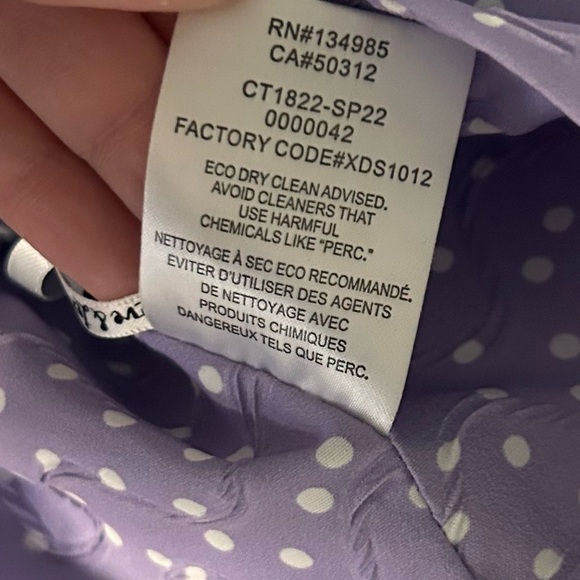 RN#134985
CA#50312
CT1822-SP22
0000042
FACTORY CODE#XDS1012
ECO DRY CLEAN ADVISED.
AVOID CLEANERS THAT
USE HARMFUL
CHEMICALS LIKE "PERC."
NETTOYAGE À SEC ECO RECOMMANDÉ.
EVITER D'UTILISER DES AGENTS
DE NETTOYAGE AVEC
PRODUITS CHIMIQUES
DANGEREUX TELS QUE PERC.